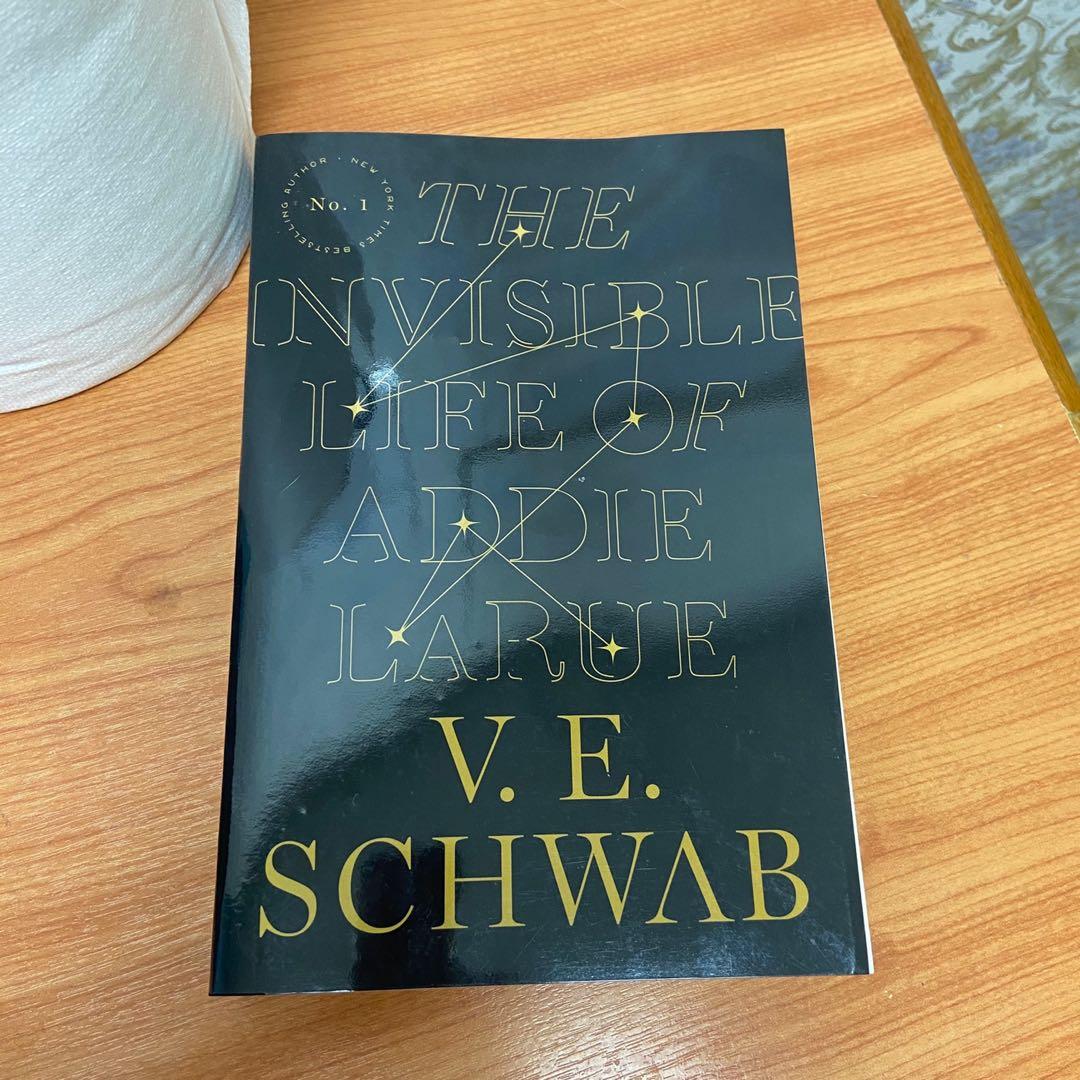 No. 1
NEW YORK TIMES BESTSELLING AUTHOR ·
THE
INVISIBLE
LIFE OF
ADDIE
LARUE
V. E.
SCHWAB